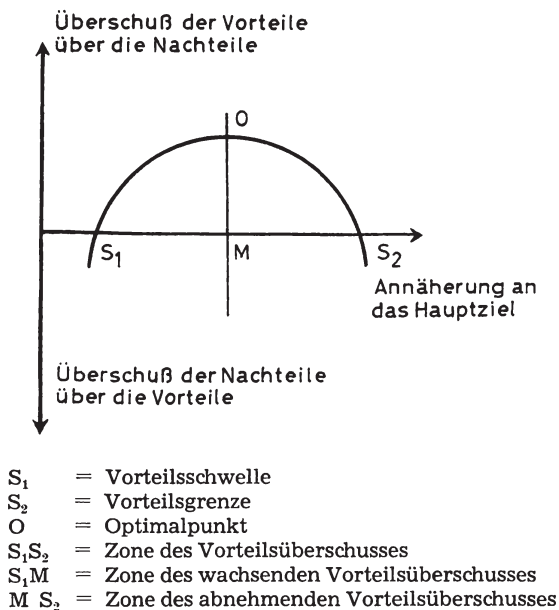 Überschuß der Vorteile
über die Nachteile
O
S₁
M
S₂
Annäherung an
das Hauptziel
Überschuß der Nachteile
über die Vorteile
S₁ = Vorteilsschwelle
S₂ = Vorteilsgrenze
O = Optimalpunkt
S₁S₂ = Zone des Vorteilsüberschusses
S₁M = Zone des wachsenden Vorteilsüberschusses
M S₂ = Zone des abnehmenden Vorteilsüberschusses